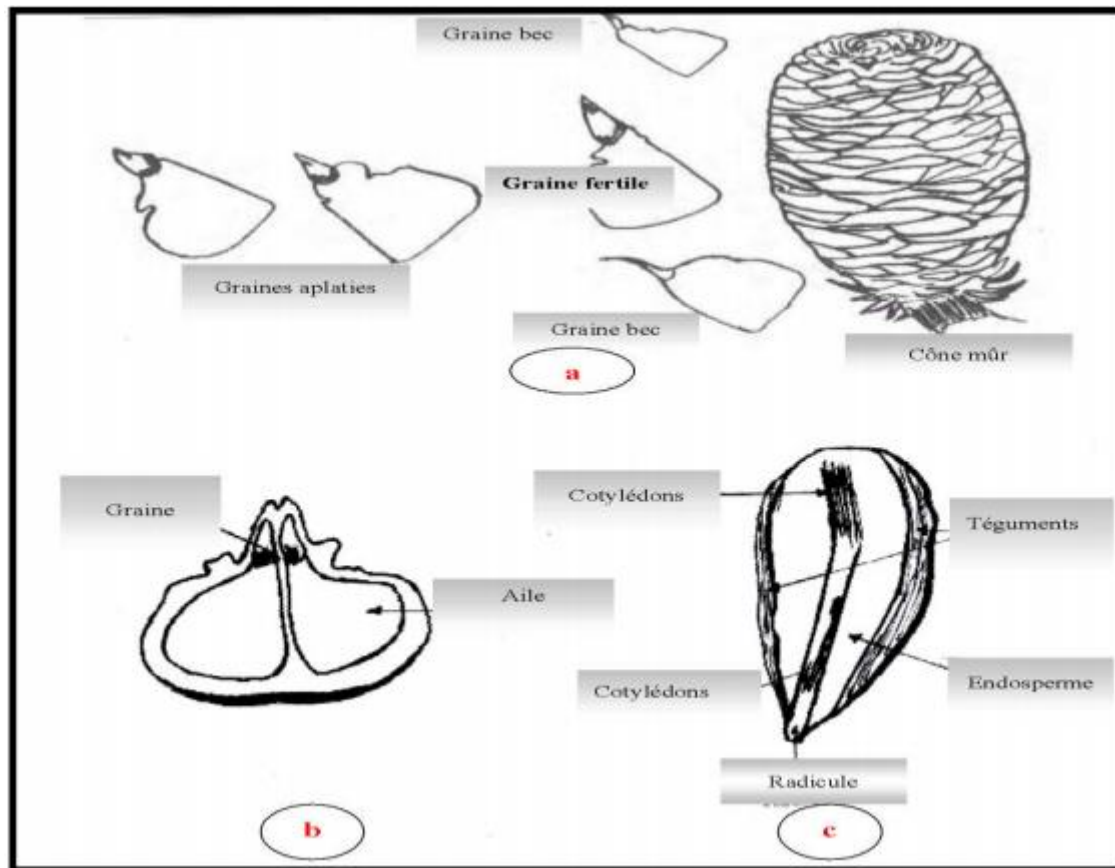 Graine bec
Graine fertile
Graines aplaties
Graine bec
Cône mûr
a
Graine
Cotylédons
Téguments
Aile
Cotylédons
Endosperme
Radicule
b
c